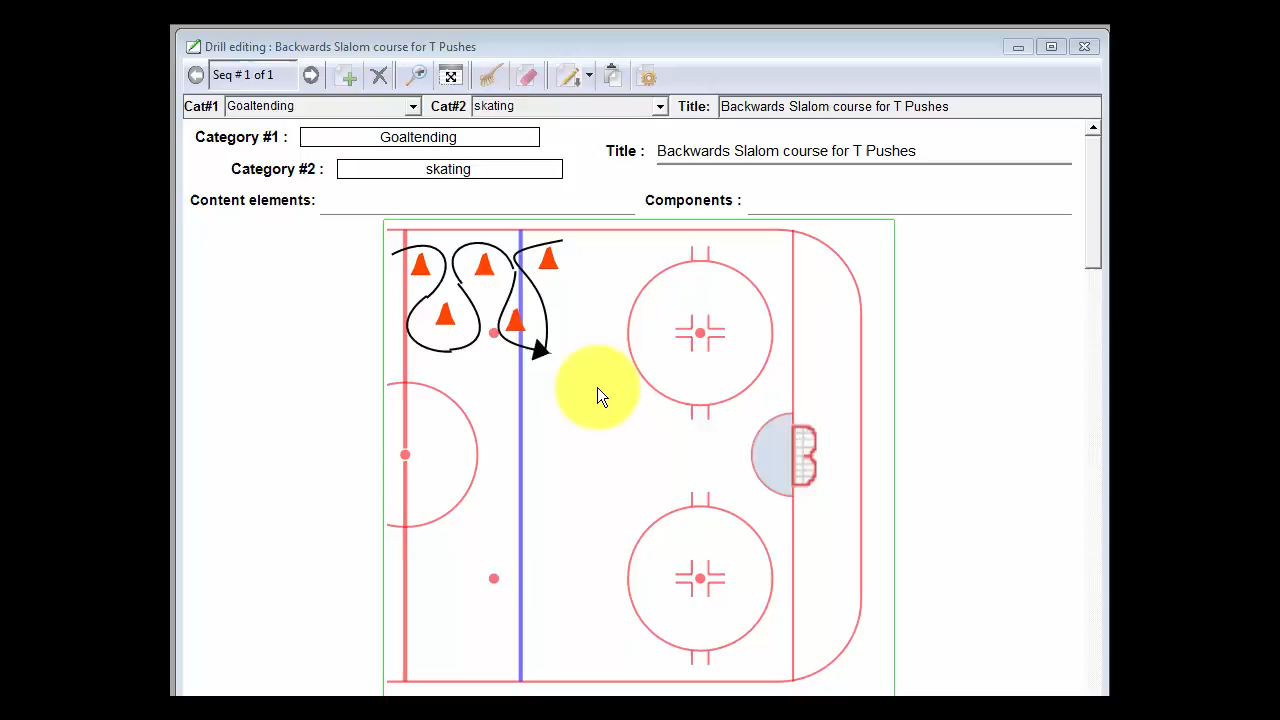 Drill editing : Backwards Slalom course for T Pushes
Seq # 1 of 1
Cat#1 Goaltending Cat#2 skating Title: Backwards Slalom course for T Pushes
Category #1 : Goaltending
Title : Backwards Slalom course for T Pushes
Category #2 : skating
Content elements: Components :